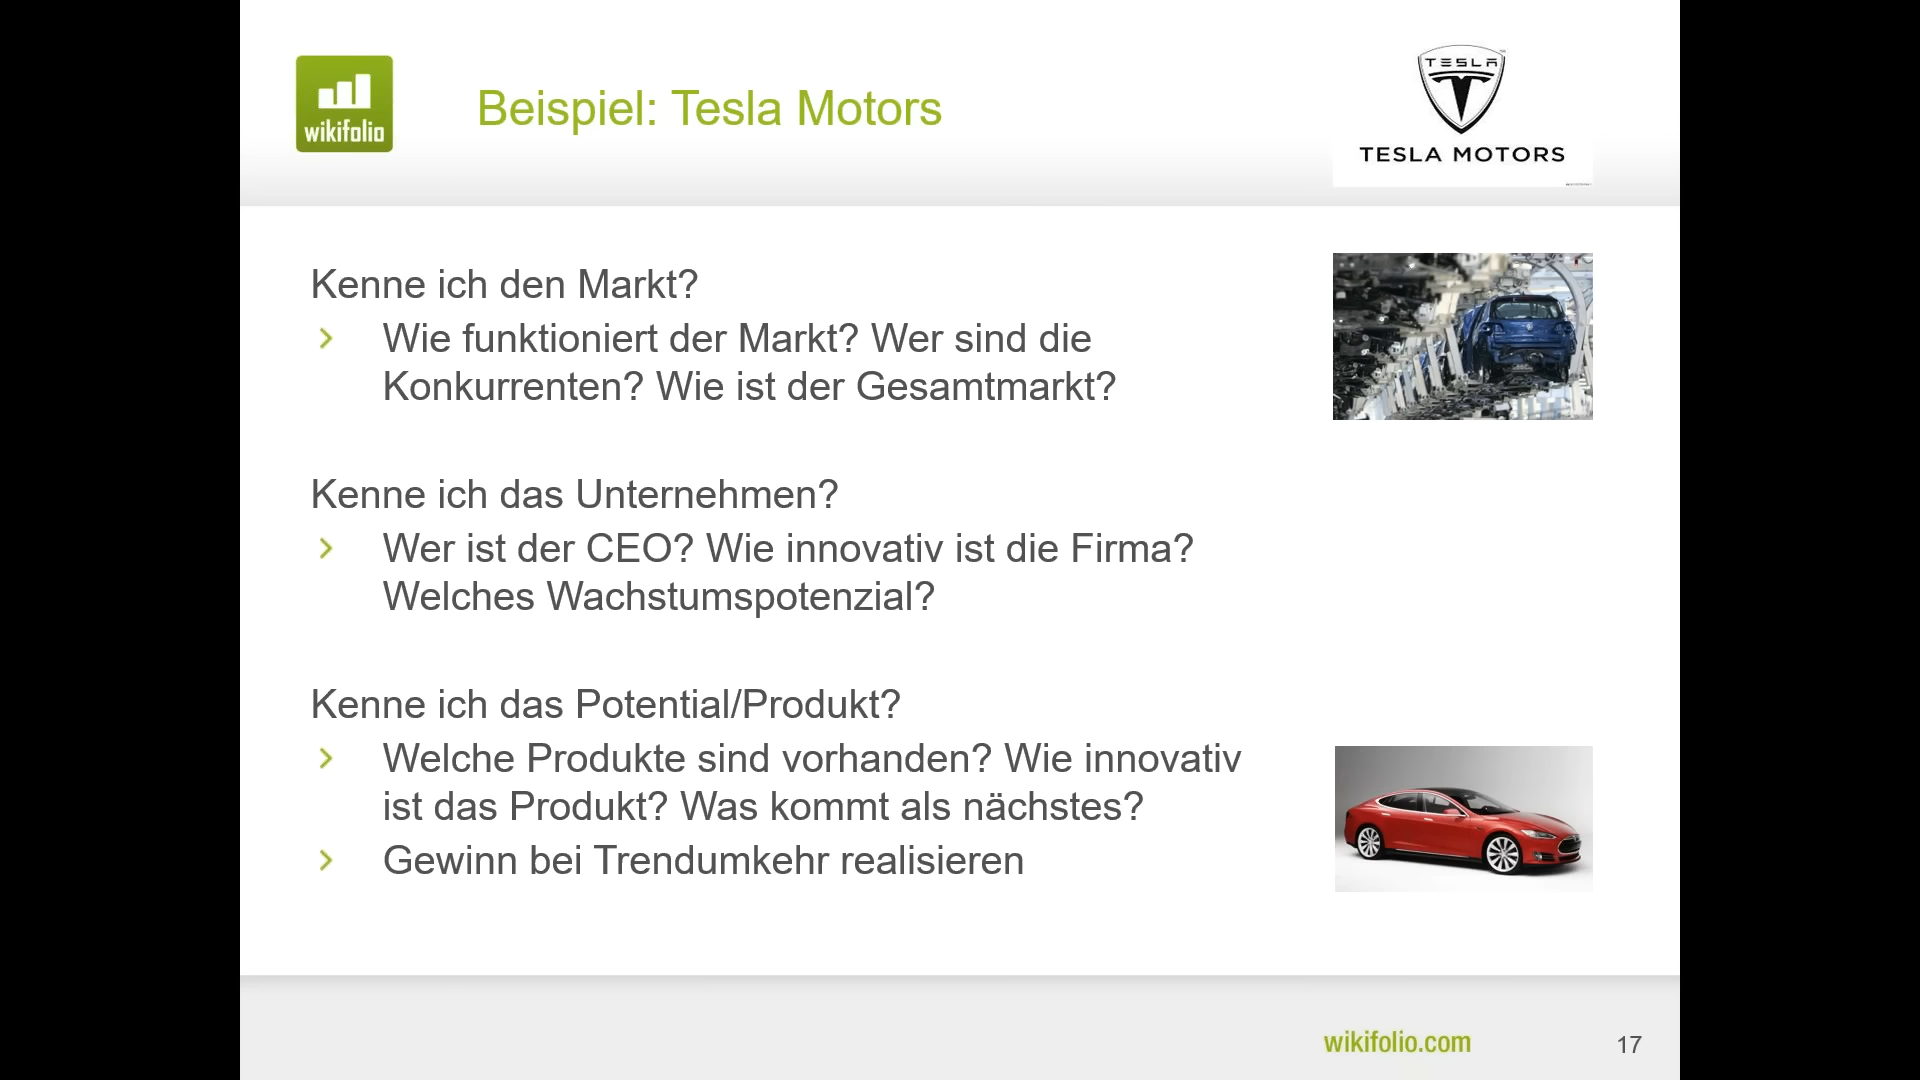 wikifolio
Beispiel: Tesla Motors
TESLA
TESLA MOTORS
Kenne ich den Markt?
Wie funktioniert der Markt? Wer sind die
Konkurrenten? Wie ist der Gesamtmarkt?
Kenne ich das Unternehmen?
Wer ist der CEO? Wie innovativ ist die Firma?
Welches Wachstumspotenzial?
Kenne ich das Potential/Produkt?
Welche Produkte sind vorhanden? Wie innovativ
ist das Produkt? Was kommt als nächstes?
Gewinn bei Trendumkehr realisieren
wikifolio.com
17